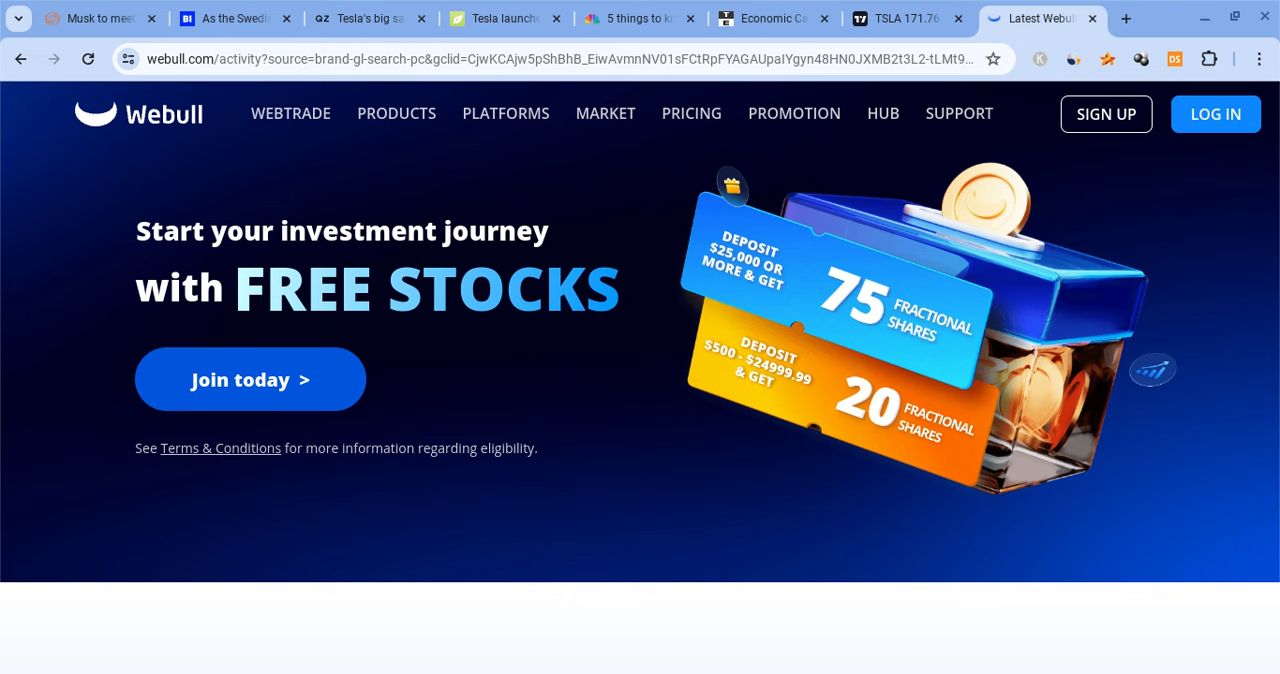 Musk to meet
As the Swedi
Tesla's big sa
Tesla launche
5 things to kn
Economic Ca
TSLA 171.76
Latest Webull
webull.com/activity?source=brand-gl-search-pc&gclid=CjwKCAjw5pShBhB_EiwAvmnNV01sFCtRpFYAGAUpaIYgyn48HN0JXMB2t3L2-tLMt9...
Webull
WEBTRADE
PRODUCTS
PLATFORMS
MARKET
PRICING
PROMOTION
HUB
SUPPORT
SIGN UP
LOG IN
Start your investment journey
with FREE STOCKS
Join today >
See Terms & Conditions for more information regarding eligibility.
DEPOSIT
$25,000 OR
MORE & GET
75
FRACTIONAL
SHARES
DEPOSIT
$500 - $24999.99
& GET
20
FRACTIONAL
SHARES